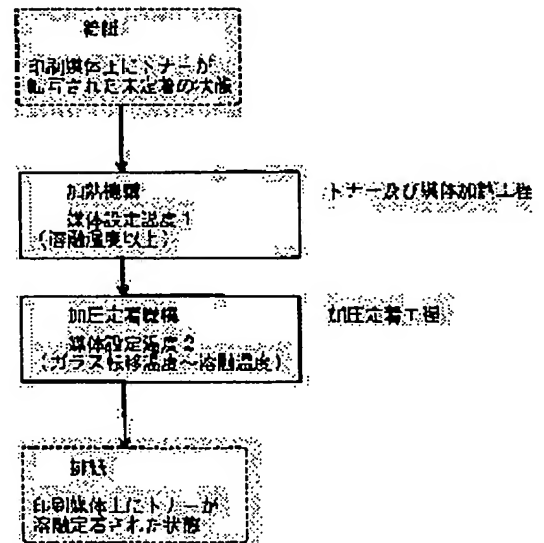 給紙
印刷媒体上にトナーが
転写された未定着の状態
加熱機構
トナー及び媒体加熱工程
媒体設定温度1
(溶融温度以上)
加圧定着機構
加圧定着工程
媒体設定温度2
(ガラス転移温度～溶融温度)
排紙
印刷媒体上にトナーが
溶融定着された状態